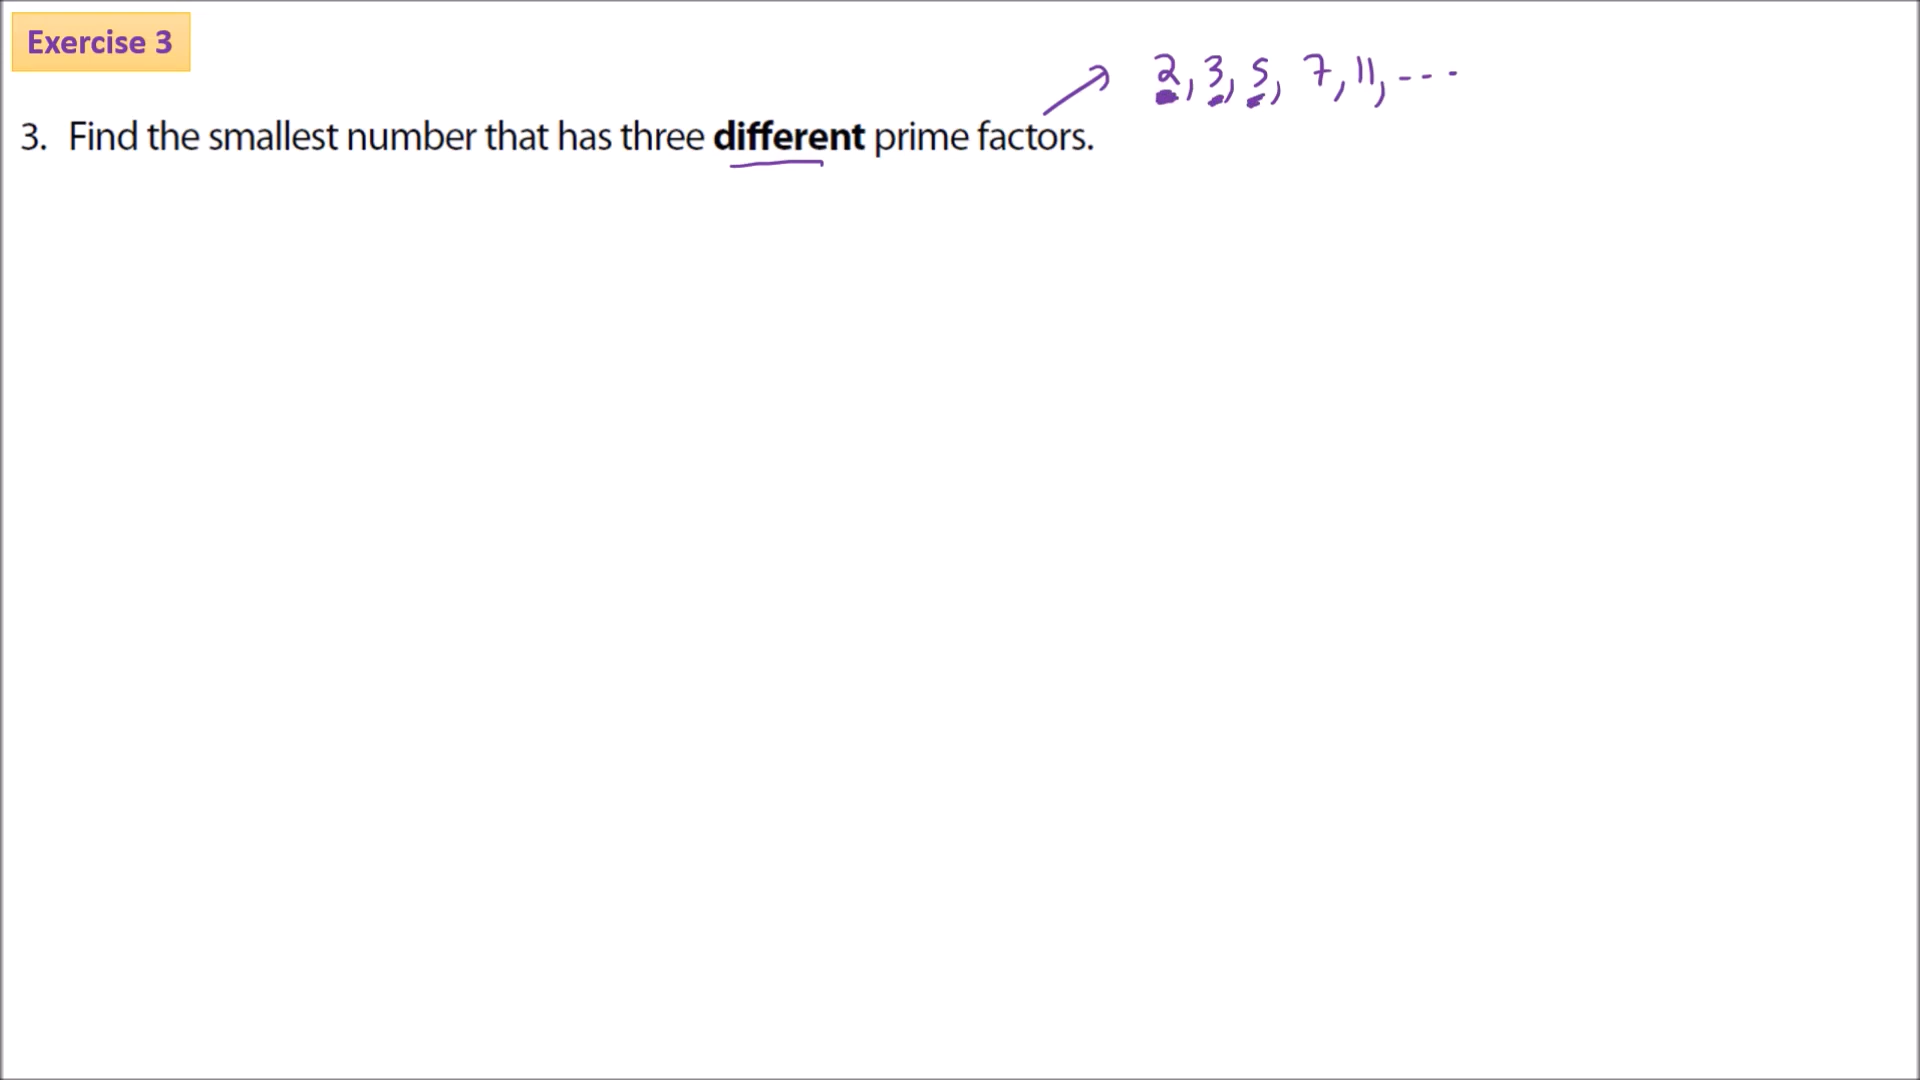 Exercise 3
2, 3, 5, 7, 11, - - -
3. Find the smallest number that has three different prime factors.